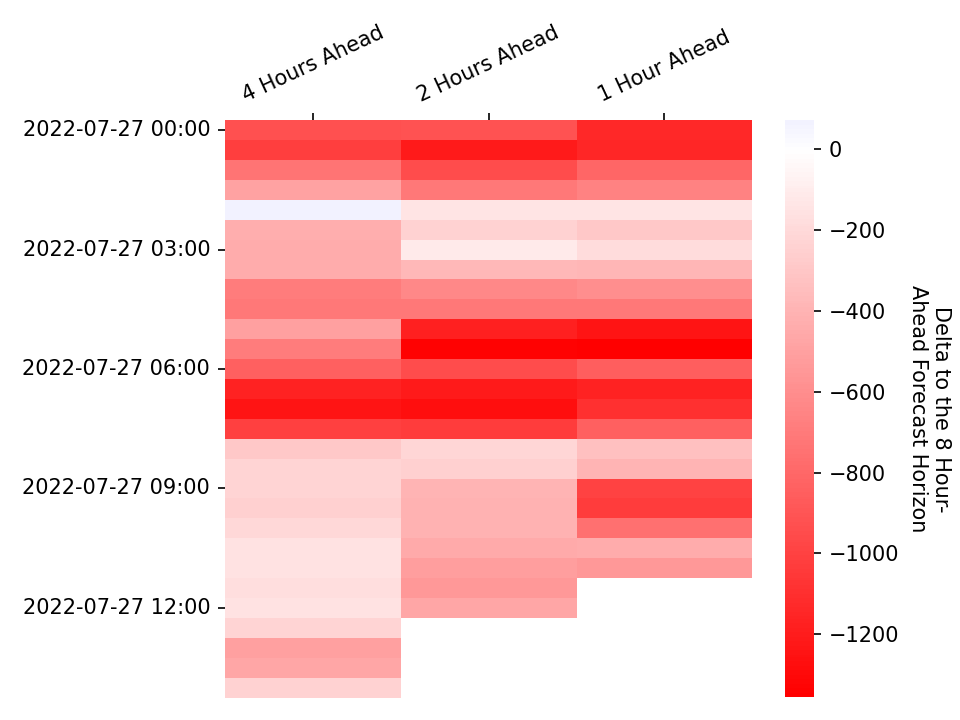 4 Hours Ahead
2 Hours Ahead
1 Hour Ahead
2022-07-27 00:00
2022-07-27 03:00
2022-07-27 06:00
2022-07-27 09:00
2022-07-27 12:00
0
−200
−400
−600
−800
−1000
−1200
Delta to the 8 Hour-
Ahead Forecast Horizon